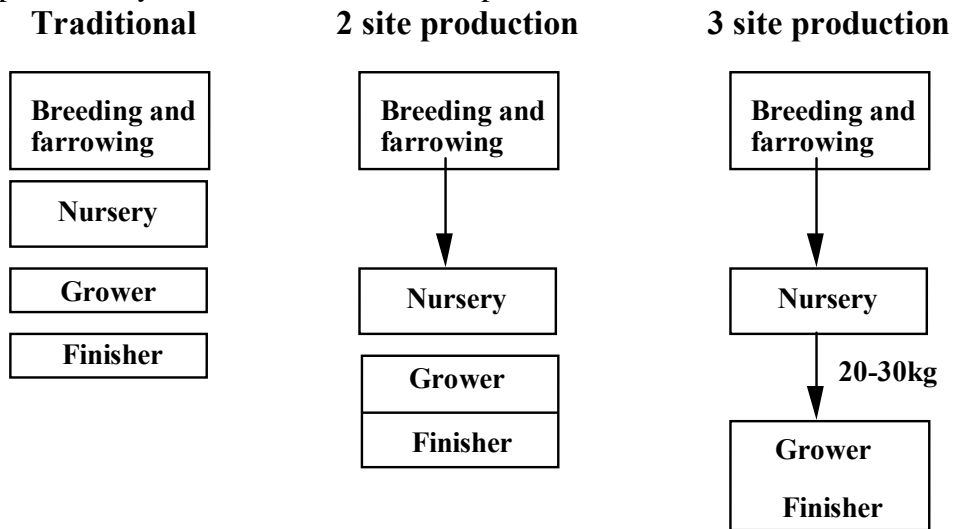 Traditional
Breeding and
farrowing
Nursery
Grower
Finisher
2 site production
Breeding and
farrowing
Nursery
Grower
Finisher
3 site production
Breeding and
farrowing
Nursery
20-30kg
Grower
Finisher